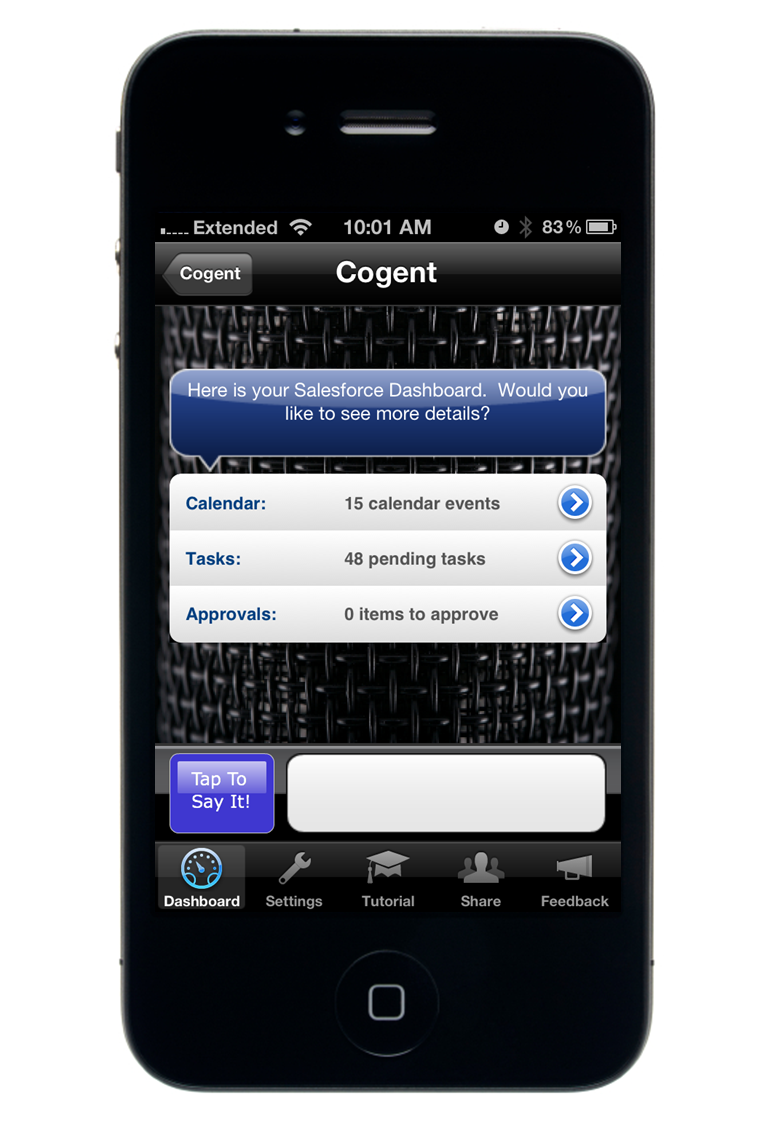 Extended 10:01 AM 83%
Cogent Cogent
Here is your Salesforce Dashboard.  Would you
like to see more details?
Calendar: 15 calendar events
Tasks: 48 pending tasks
Approvals: 0 items to approve
Tap To
Say It!
Dashboard Settings Tutorial Share Feedback